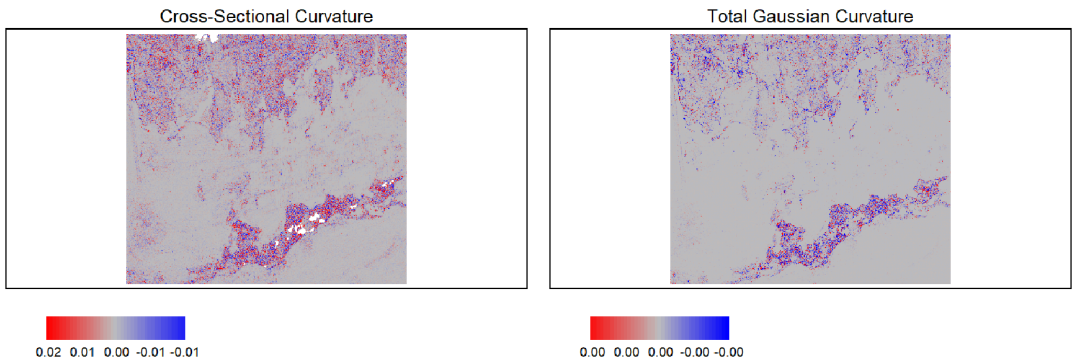 Cross-Sectional Curvature
Total Gaussian Curvature
0.02 0.01 0.00 -0.01 -0.01
0.00 0.00 0.00 -0.00 -0.00